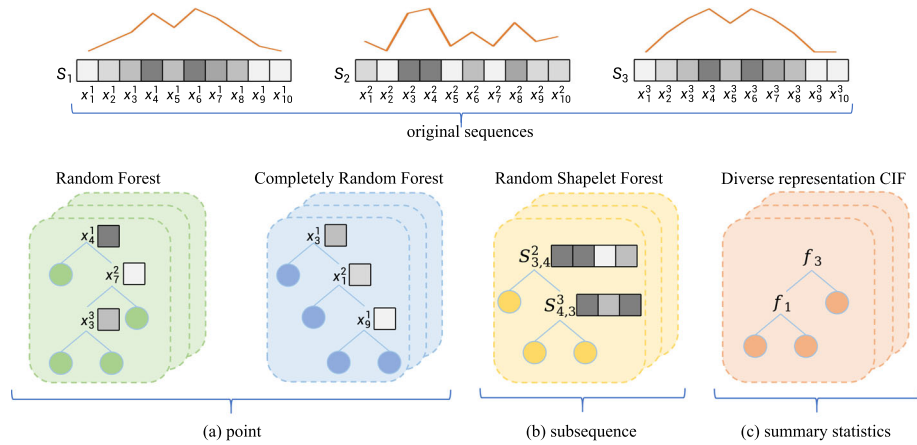 S₁ S₂ S₃
x₁¹ x₂¹ x₃¹ x₄¹ x₅¹ x₆¹ x₇¹ x₈¹ x₉¹ x₁₀¹ x₁² x₂² x₃² x₄² x₅² x₆² x₇² x₈² x₉² x₁₀² x₁³ x₂³ x₃³ x₄³ x₅³ x₆³ x₇³ x₈³ x₉³ x₁₀³
original sequences
Random Forest
x₄¹
x₇²
x₃³
Completely Random Forest
x₃¹
x₁²
x₉¹
Random Shapelet Forest
S₃,₄²
S₄,₃³
Diverse representation CIF
f₃
f₁
(a) point
(b) subsequence
(c) summary statistics